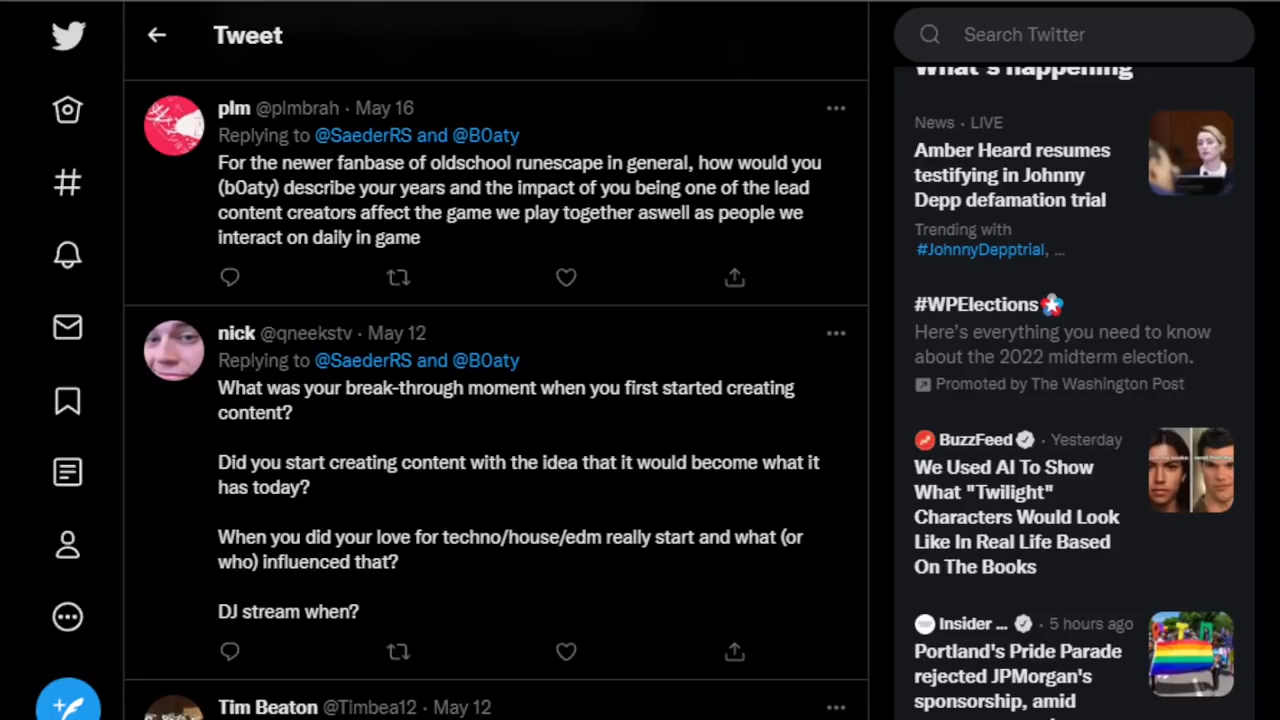 Tweet
plm @plmbrah · May 16
Replying to @SaederRS and @B0aty
For the newer fanbase of oldschool runescape in general, how would you
(b0aty) describe your years and the impact of you being one of the lead
content creators affect the game we play together aswell as people we
interact on daily in game
nick @qneekstv · May 12
Replying to @SaederRS and @B0aty
What was your break-through moment when you first started creating
content?
Did you start creating content with the idea that it would become what it
has today?
When you did your love for techno/house/edm really start and what (or
who) influenced that?
DJ stream when?
Tim Beaton @Timbea12 · May 12
Search Twitter
What's happening
News · LIVE
Amber Heard resumes
testifying in Johnny
Depp defamation trial
Trending with
#JohnnyDepptrial, ...
#WPElections
Here's everything you need to know
about the 2022 midterm election.
Promoted by The Washington Post
BuzzFeed · Yesterday
We Used AI To Show
What "Twilight"
Characters Would Look
Like In Real Life Based
On The Books
Insider ... · 5 hours ago
Portland's Pride Parade
rejected JPMorgan's
sponsorship, amid